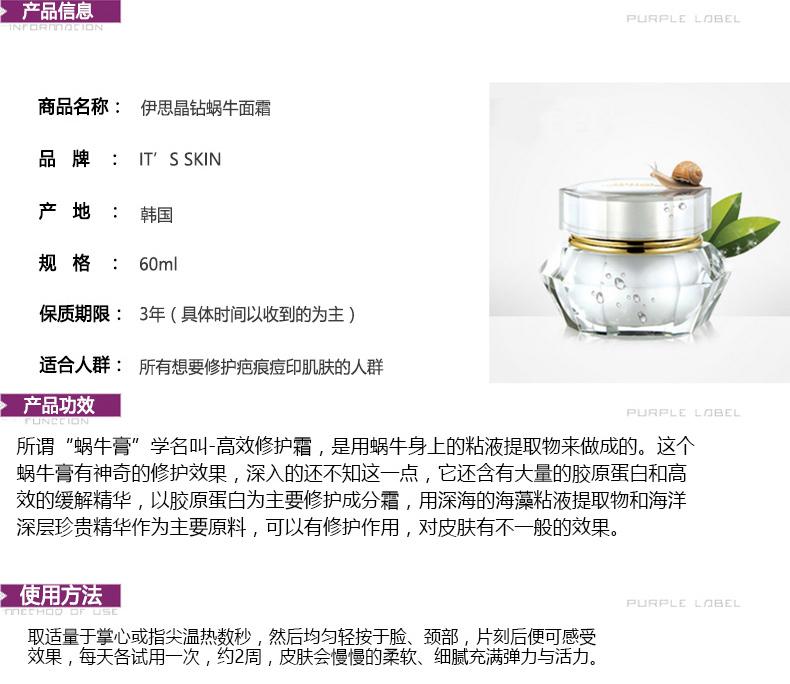 产品信息
INFORMATION
PURPLE LABEL
商品名称： 伊思晶钻蜗牛面霜
品 牌 ： IT’S SKIN
产 地 ： 韩国
规 格 ： 60ml
保质期限： 3年（具体时间以收到的为主）
适合人群： 所有想要修护疤痕痘印肌肤的人群
产品功效
FUNCTION
PURPLE LABEL
所谓“蜗牛膏”学名叫-高效修护霜，是用蜗牛身上的粘液提取物来做成的。这个
蜗牛膏有神奇的修护效果，深入的还不知这一点，它还含有大量的胶原蛋白和高
效的缓解精华，以胶原蛋白为主要修护成分霜，用深海的海藻粘液提取物和海洋
深层珍贵精华作为主要原料，可以有修护作用，对皮肤有不一般的效果。
使用方法
METHOD OF USE
PURPLE LABEL
取适量于掌心或指尖温热数秒，然后均匀轻按于脸、颈部，片刻后便可感受
效果，每天各试用一次，约2周，皮肤会慢慢的柔软、细腻充满弹力与活力。